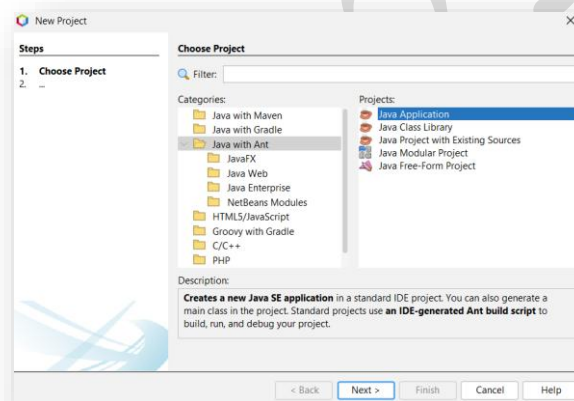 New Project
Steps
1. Choose Project
2. ...
Choose Project
Filter:
Categories:
Java with Maven
Java with Gradle
Java with Ant
JavaFX
Java Web
Java Enterprise
NetBeans Modules
HTML5/JavaScript
Groovy with Gradle
C/C++
PHP
Projects:
Java Application
Java Class Library
Java Project with Existing Sources
Java Modular Project
Java Free-Form Project
Description:
Creates a new Java SE application in a standard IDE project. You can also generate a
main class in the project. Standard projects use an IDE-generated Ant build script to
build, run, and debug your project.
< Back Next > Finish Cancel Help